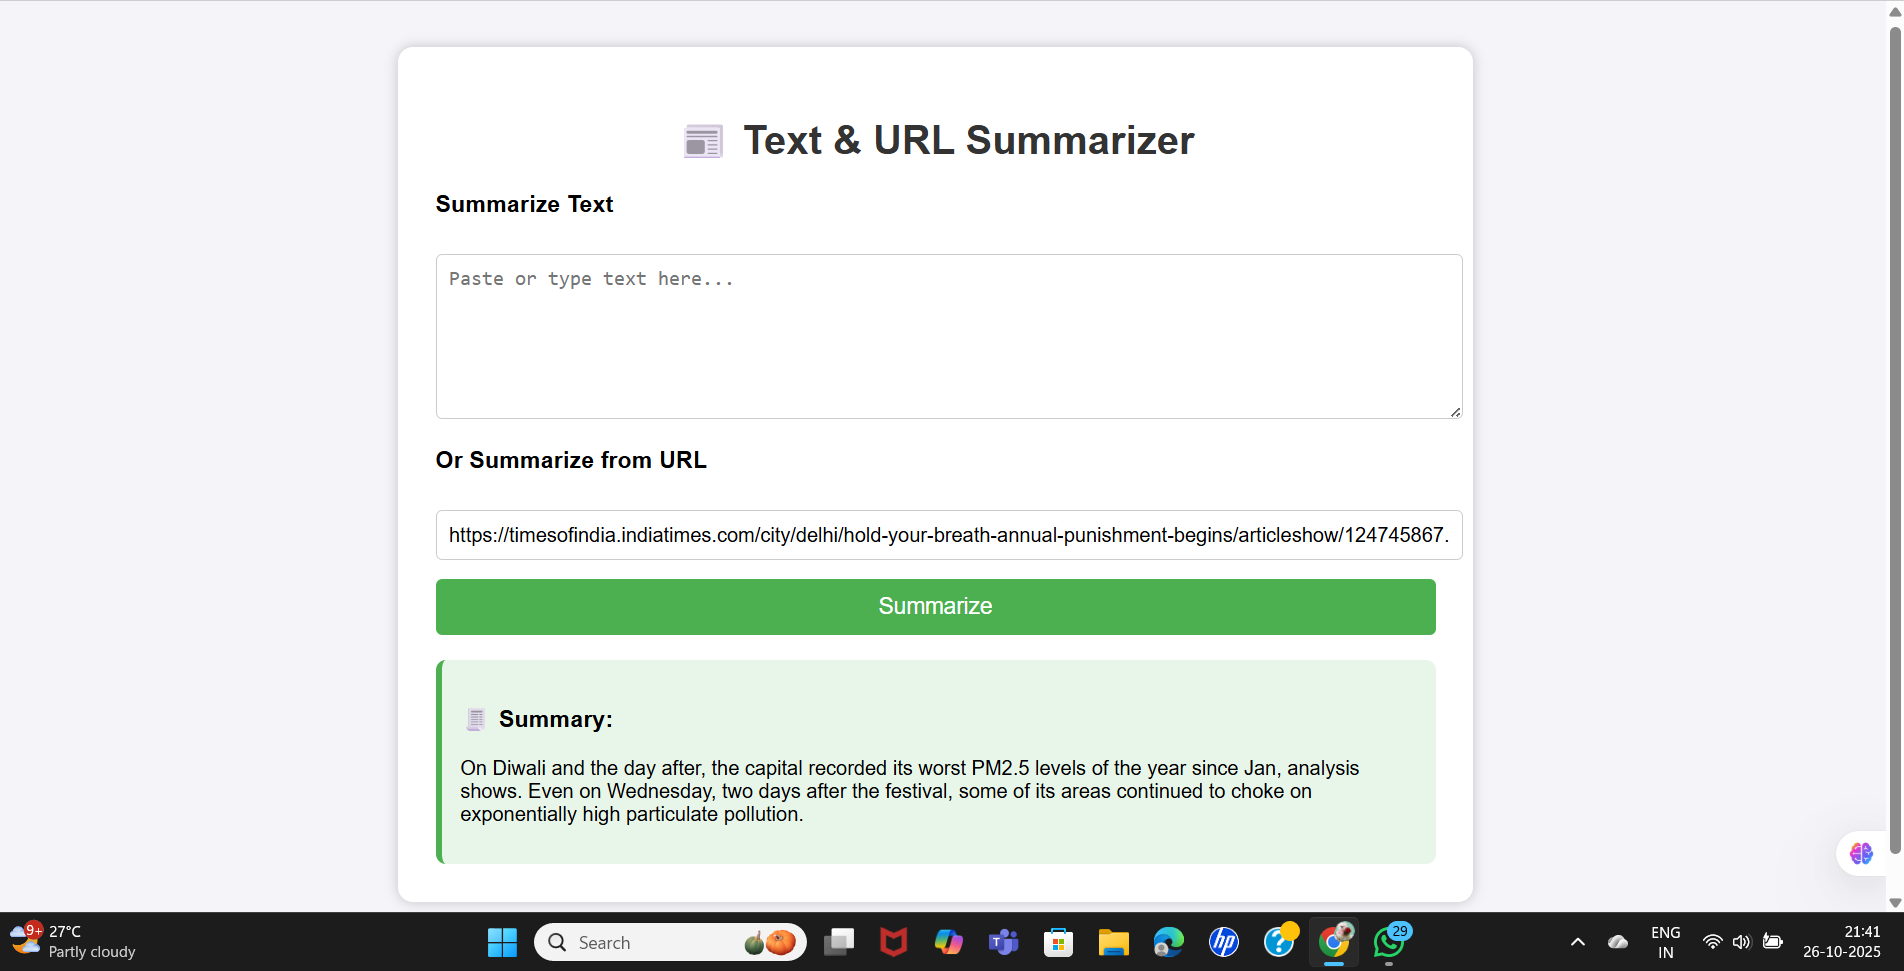 Text & URL Summarizer
Summarize Text
Paste or type text here...
Or Summarize from URL
https://timesofindia.indiatimes.com/city/delhi/hold-your-breath-annual-punishment-begins/articleshow/124745867.
Summarize
Summary:
On Diwali and the day after, the capital recorded its worst PM2.5 levels of the year since Jan, analysis
shows. Even on Wednesday, two days after the festival, some of its areas continued to choke on
exponentially high particulate pollution.
9+
27°C
Partly cloudy
Search
T
hp
?
29
ENG
IN
21:41
26-10-2025